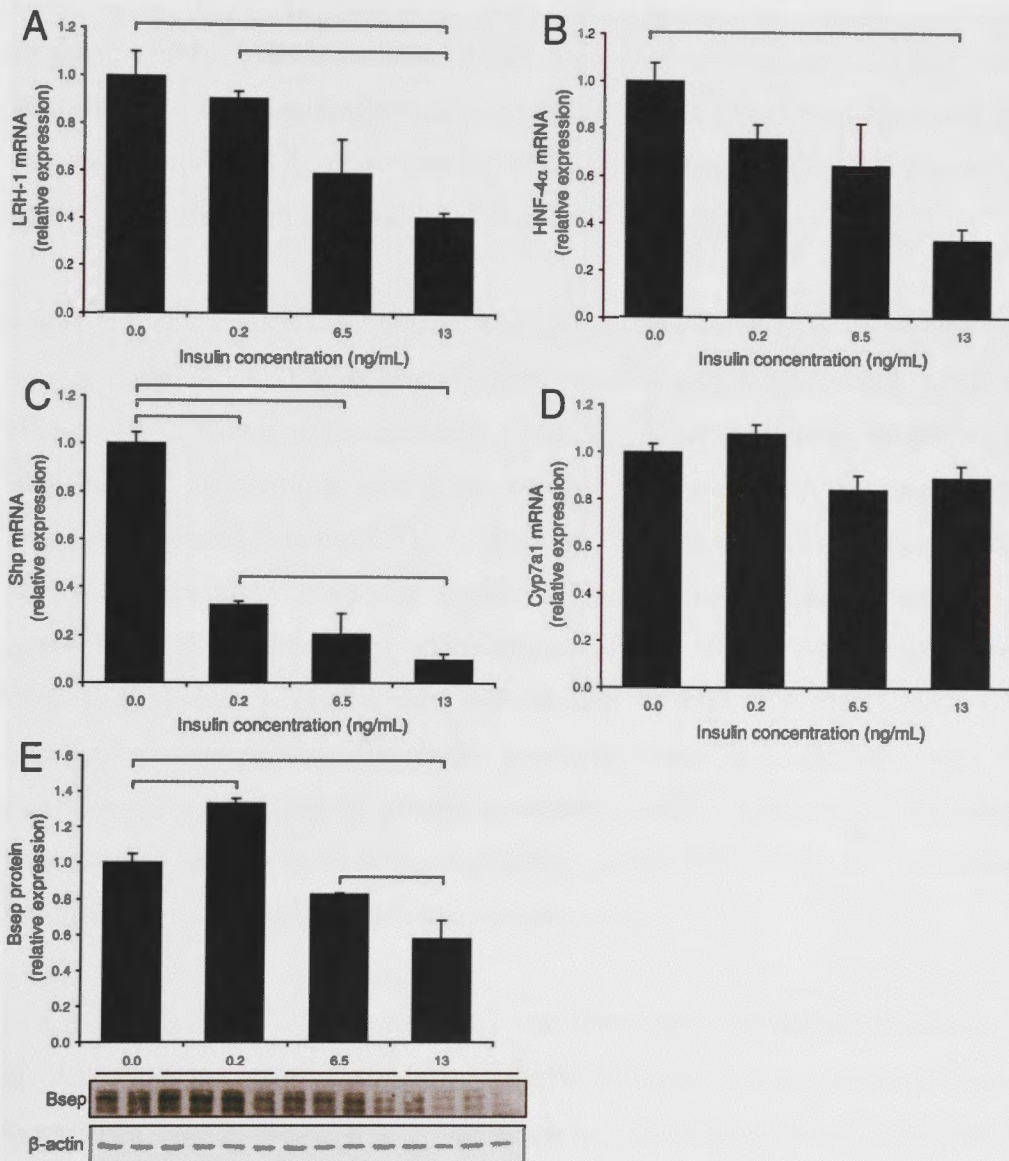 A
LRH-1 mRNA
(relative expression)
1.2
1.0
0.8
0.6
0.4
0.2
0.0
0.0 0.2 6.5 13
Insulin concentration (ng/mL)
B
HNF-4α mRNA
(relative expression)
1.2
1.0
0.8
0.6
0.4
0.2
0.0
0.0 0.2 6.5 13
Insulin concentration (ng/mL)
C
Shp mRNA
(relative expression)
1.2
1.0
0.8
0.6
0.4
0.2
0.0
0.0 0.2 6.5 13
Insulin concentration (ng/mL)
D
Cyp7a1 mRNA
(relative expression)
1.2
1.0
0.8
0.6
0.4
0.2
0.0
0.0 0.2 6.5 13
Insulin concentration (ng/mL)
E
Bsep protein
(relative expression)
1.6
1.4
1.2
1.0
0.8
0.6
0.4
0.2
0.0
0.0 0.2 6.5 13
Bsep
β-actin